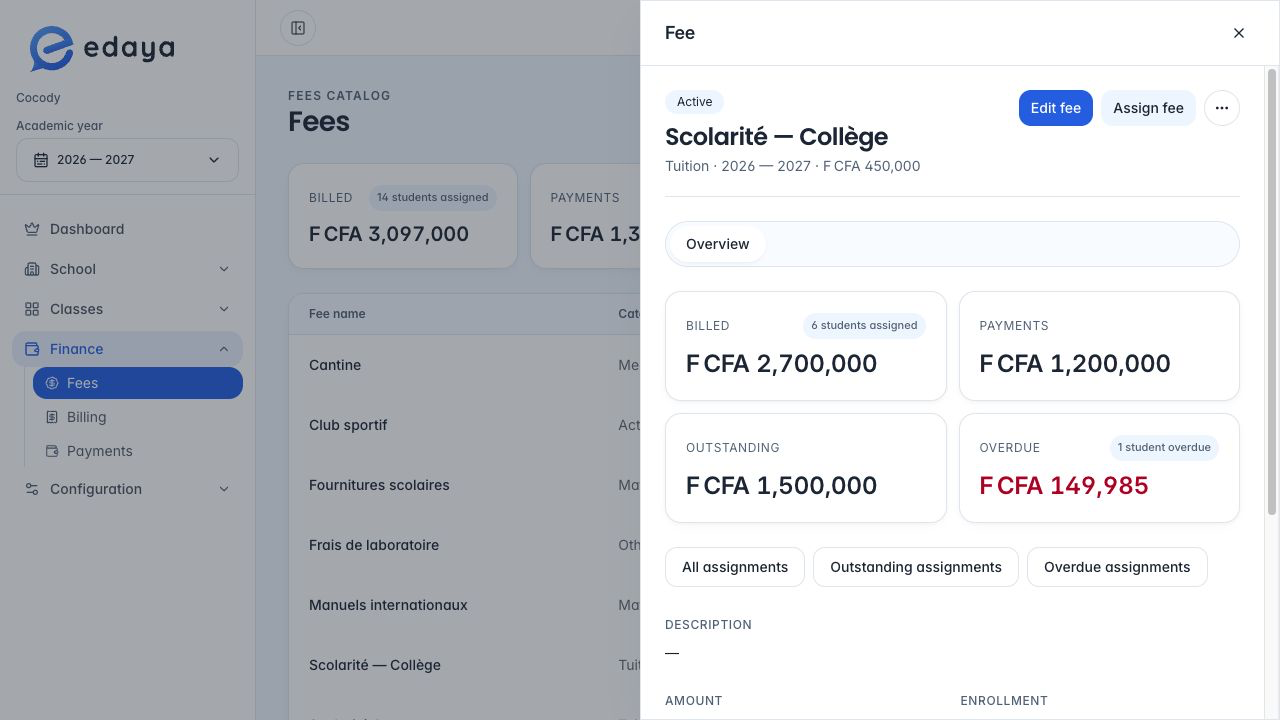 edaya
Cocody
Academic year
2026 — 2027
Dashboard
School
Classes
Finance
Fees
Billing
Payments
Configuration
FEES CATALOG
Fees
BILLED
14 students assigned
F CFA 3,097,000
PAYMENTS
F CFA 1,3
Fee name
Cantine
Club sportif
Fournitures scolaires
Frais de laboratoire
Manuels internationaux
Scolarité — Collège
Fee
Active
Scolarité — Collège
Tuition · 2026 — 2027 · F CFA 450,000
Edit fee
Assign fee
Overview
BILLED
6 students assigned
F CFA 2,700,000
PAYMENTS
F CFA 1,200,000
OUTSTANDING
F CFA 1,500,000
OVERDUE
1 student overdue
F CFA 149,985
All assignments
Outstanding assignments
Overdue assignments
DESCRIPTION
—
AMOUNT
ENROLLMENT